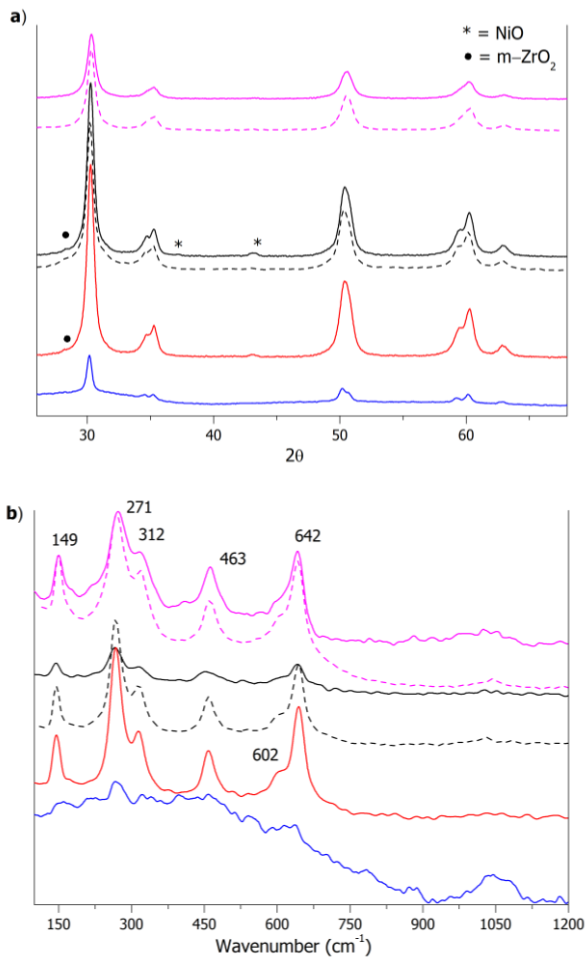 a)
* = NiO
● = m–ZrO₂
●
* *
●
30 40 50 60
2θ
b)
271
149 312 642
463
602
150 300 450 600 750 900 1050 1200
Wavenumber (cm⁻¹)